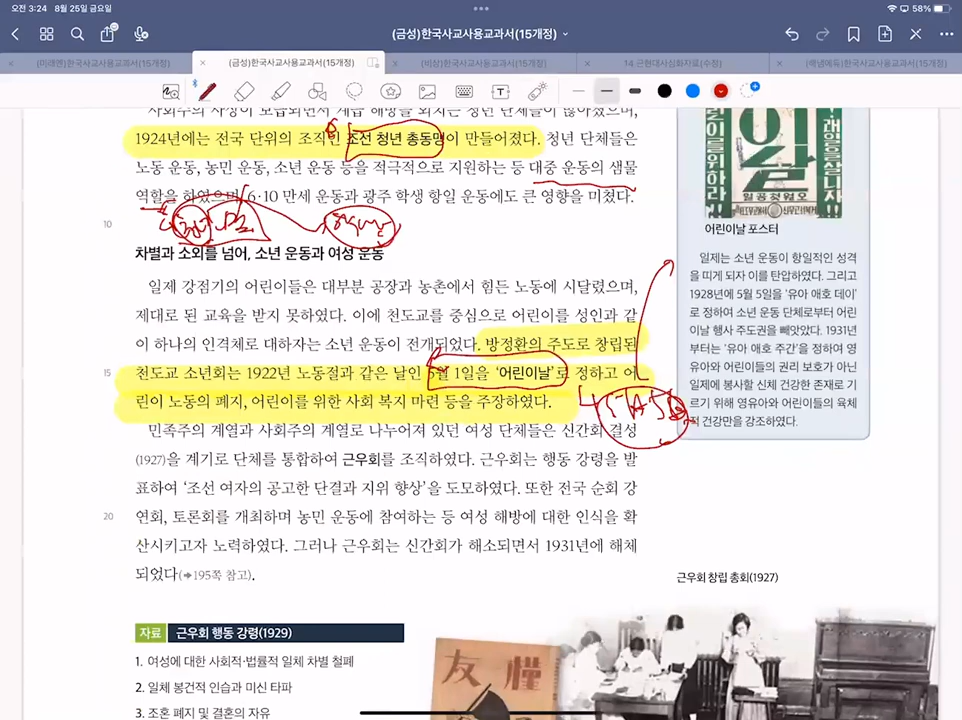 오전 3:24 8월 25일 금요일
58%
(금성)한국사교사용교과서(15개정)
(미래엔)한국사교사용교과서(15개정)
(금성)한국사교사용교과서(15개정)
(비상)한국사교사용교과서(15개정)
14.근현대사심화자료(수정)
(해냄에듀)한국사교사용교과서(15개정)
1924년에는 전국 단위의 조직인 조선 청년 총동맹이 만들어졌다. 청년 단체들은
노동 운동, 농민 운동, 소년 운동 등을 적극적으로 지원하는 등 대중 운동의 샘물
역할을 하였으며 6·10 만세 운동과 광주 학생 항일 운동에도 큰 영향을 미쳤다.
10
차별과 소외를 넘어, 소년 운동과 여성 운동
일제 강점기의 어린이들은 대부분 공장과 농촌에서 힘든 노동에 시달렸으며,
제대로 된 교육을 받지 못하였다. 이에 천도교를 중심으로 어린이를 성인과 같
이 하나의 인격체로 대하자는 소년 운동이 전개되었다. 방정환의 주도로 창립된
15 천도교 소년회는 1922년 노동절과 같은 날인 5월 1일을 ‘어린이날’로 정하고 어
린이 노동의 폐지, 어린이를 위한 사회 복지 마련 등을 주장하였다.
민족주의 계열과 사회주의 계열로 나누어져 있던 여성 단체들은 신간회 결성
(1927)을 계기로 단체를 통합하여 근우회를 조직하였다. 근우회는 행동 강령을 발
표하여 ‘조선 여자의 공고한 단결과 지위 향상’을 도모하였다. 또한 전국 순회 강
20 연회, 토론회를 개최하며 농민 운동에 참여하는 등 여성 해방에 대한 인식을 확
산시키고자 노력하였다. 그러나 근우회는 신간회가 해소되면서 1931년에 해체
되었다(➔195쪽 참고).
어린이날 포스터
일제는 소년 운동이 항일적인 성격
을 띠게 되자 이를 탄압하였다. 그리고
1928년에 5월 5일을 ‘유아 애호 데이’
로 정하여 소년 운동 단체로부터 어린
이날 행사 주도권을 빼앗았다. 1931년
부터는 ‘유아 애호 주간’을 정하여 영
유아와 어린이들의 권리 보호가 아닌
일제에 봉사할 신체 건강한 존재로 기
르기 위해 영유아와 어린이들의 육체
적 건강만을 강조하였다.
근우회 창립 총회(1927)
자료 근우회 행동 강령(1929)
1. 여성에 대한 사회적·법률적 일체 차별 철폐
2. 일체 봉건적 인습과 미신 타파
3. 조혼 폐지 및 결혼의 자유
友 槿